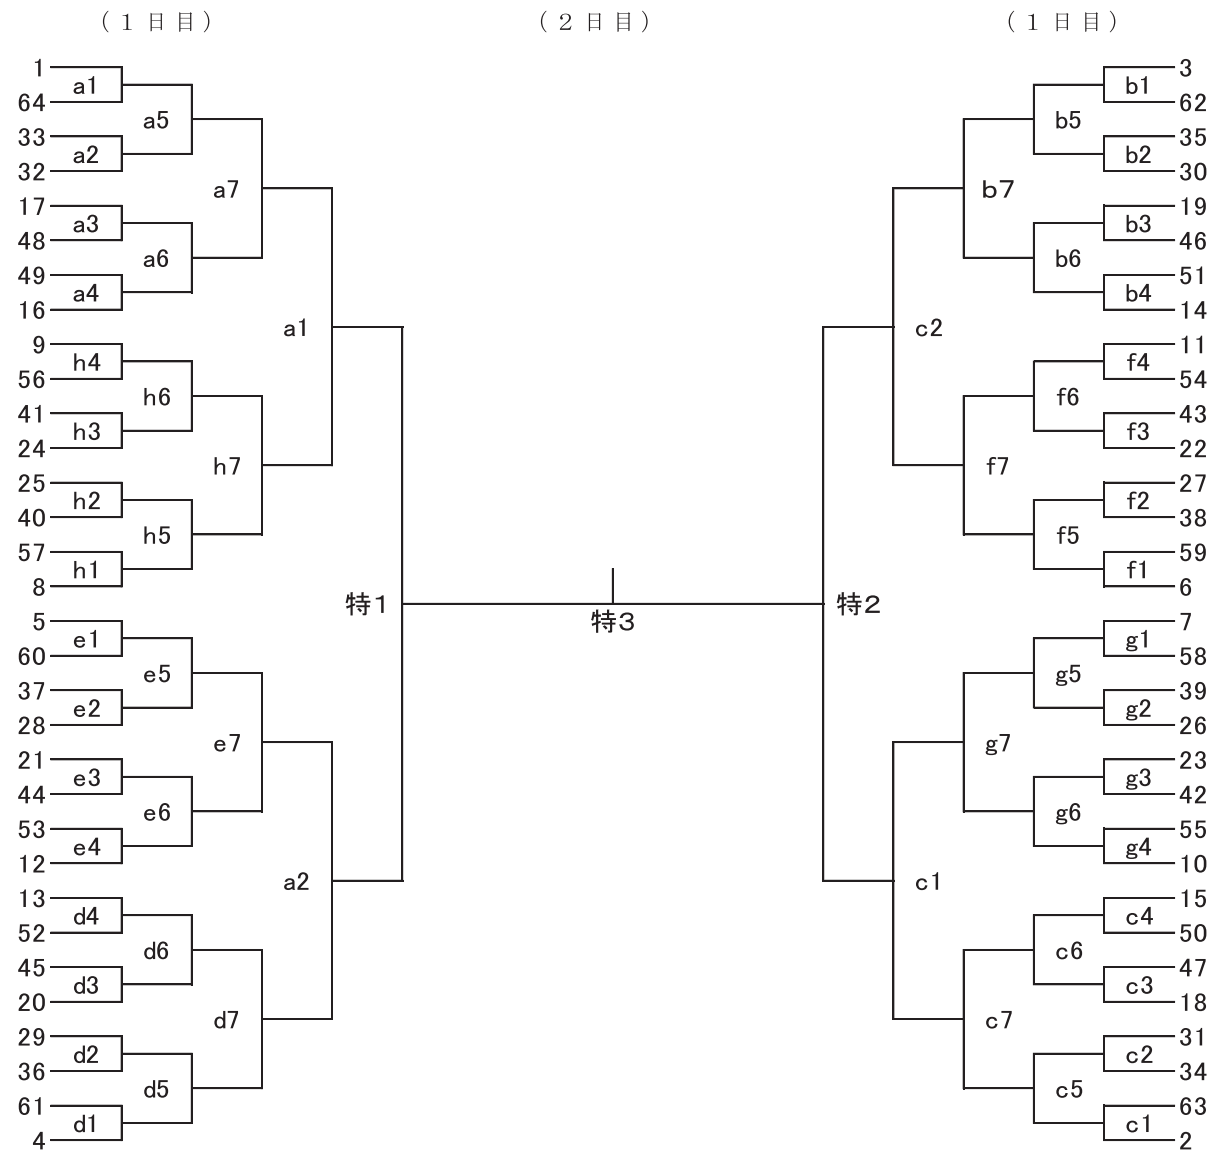 (1日目) (2日目) (1日目)
1 3
a1 b1
64 62
a5 b5
33 35
a2 b2
32 30
a7 b7
17 19
a3 b3
48 46
a6 b6
49 51
a4 b4
16 14
a1 c2
9 11
h4 f4
56 54
h6 f6
41 43
h3 f3
24 22
h7 f7
25 27
h2 f2
40 38
h5 f5
57 59
h1 f1
8 6
特1 特2
特3
5 7
e1 g1
60 58
e5 g5
37 39
e2 g2
28 26
e7 g7
21 23
e3 g3
44 42
e6 g6
53 55
e4 g4
12 10
a2 c1
13 15
d4 c4
52 50
d6 c6
45 47
d3 c3
20 18
d7 c7
29 31
d2 c2
36 34
d5 c5
61 63
d1 c1
4 2